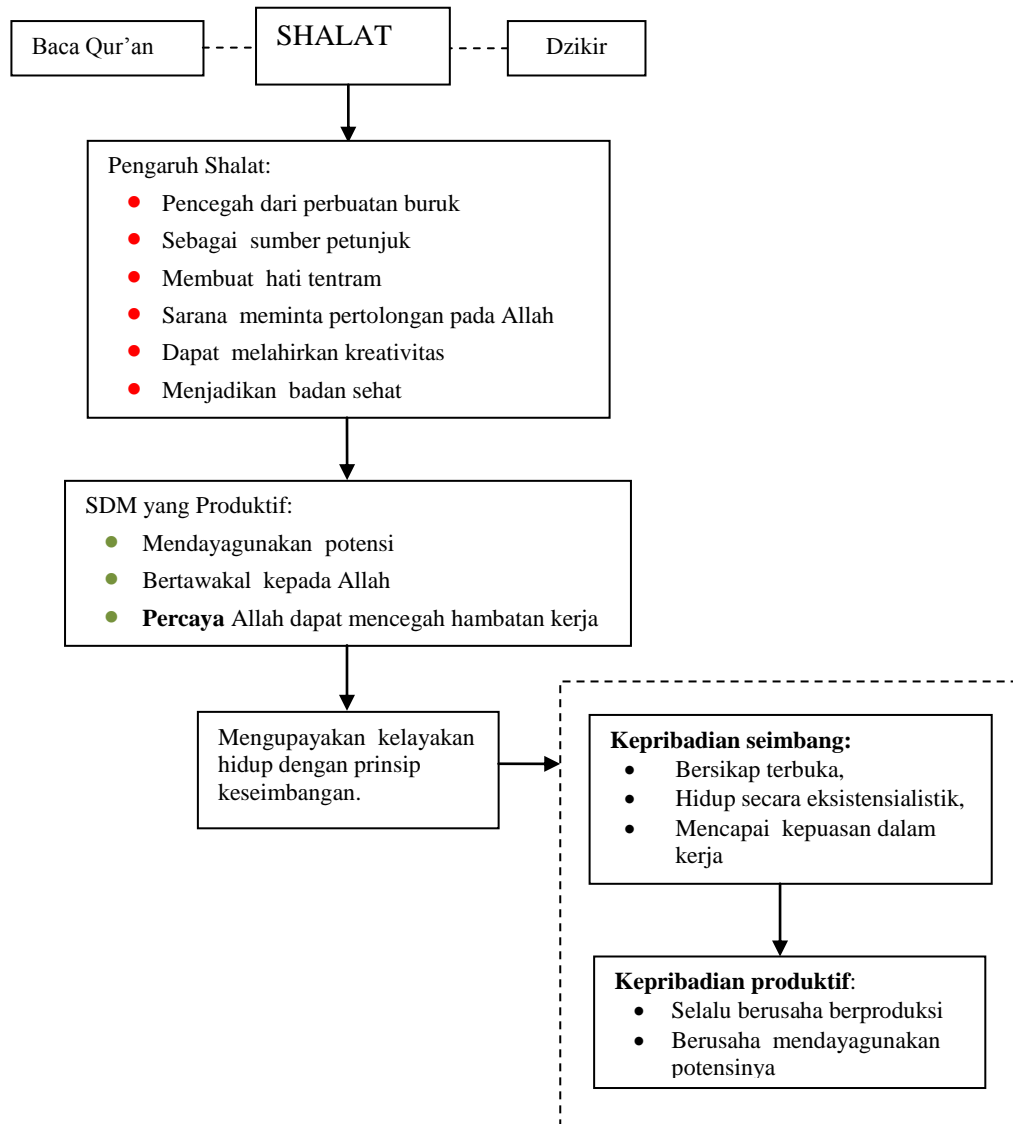 Baca Qur’an
SHALAT
Dzikir
Pengaruh Shalat:
● Pencegah dari perbuatan buruk
● Sebagai sumber petunjuk
● Membuat hati tentram
● Sarana meminta pertolongan pada Allah
● Dapat melahirkan kreativitas
● Menjadikan badan sehat
SDM yang Produktif:
● Mendayagunakan potensi
● Bertawakal kepada Allah
● Percaya Allah dapat mencegah hambatan kerja
Mengupayakan kelayakan
hidup dengan prinsip
keseimbangan.
Kepribadian seimbang:
• Bersikap terbuka,
• Hidup secara eksistensialistik,
• Mencapai kepuasan dalam
kerja
Kepribadian produktif:
• Selalu berusaha berproduksi
• Berusaha mendayagunakan
potensinya